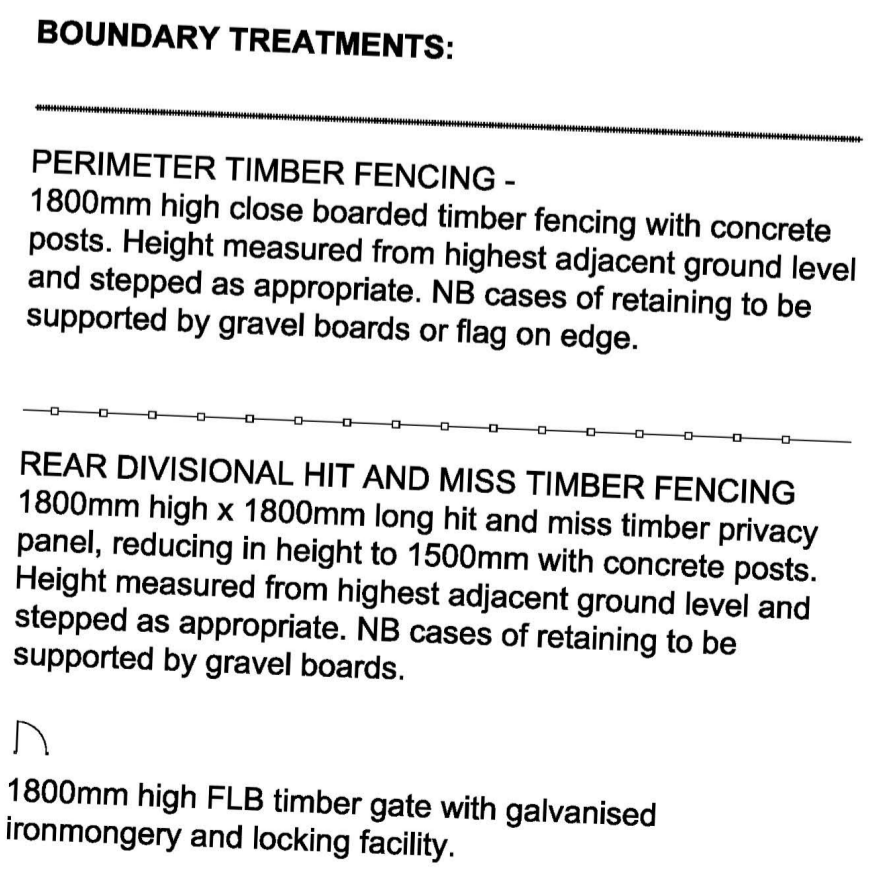 BOUNDARY TREATMENTS:
PERIMETER TIMBER FENCING -
1800mm high close boarded timber fencing with concrete
posts. Height measured from highest adjacent ground level
and stepped as appropriate. NB cases of retaining to be
supported by gravel boards or flag on edge.
REAR DIVISIONAL HIT AND MISS TIMBER FENCING
1800mm high x 1800mm long hit and miss timber privacy
panel, reducing in height to 1500mm with concrete posts.
Height measured from highest adjacent ground level and
stepped as appropriate. NB cases of retaining to be
supported by gravel boards.
1800mm high FLB timber gate with galvanised
ironmongery and locking facility.